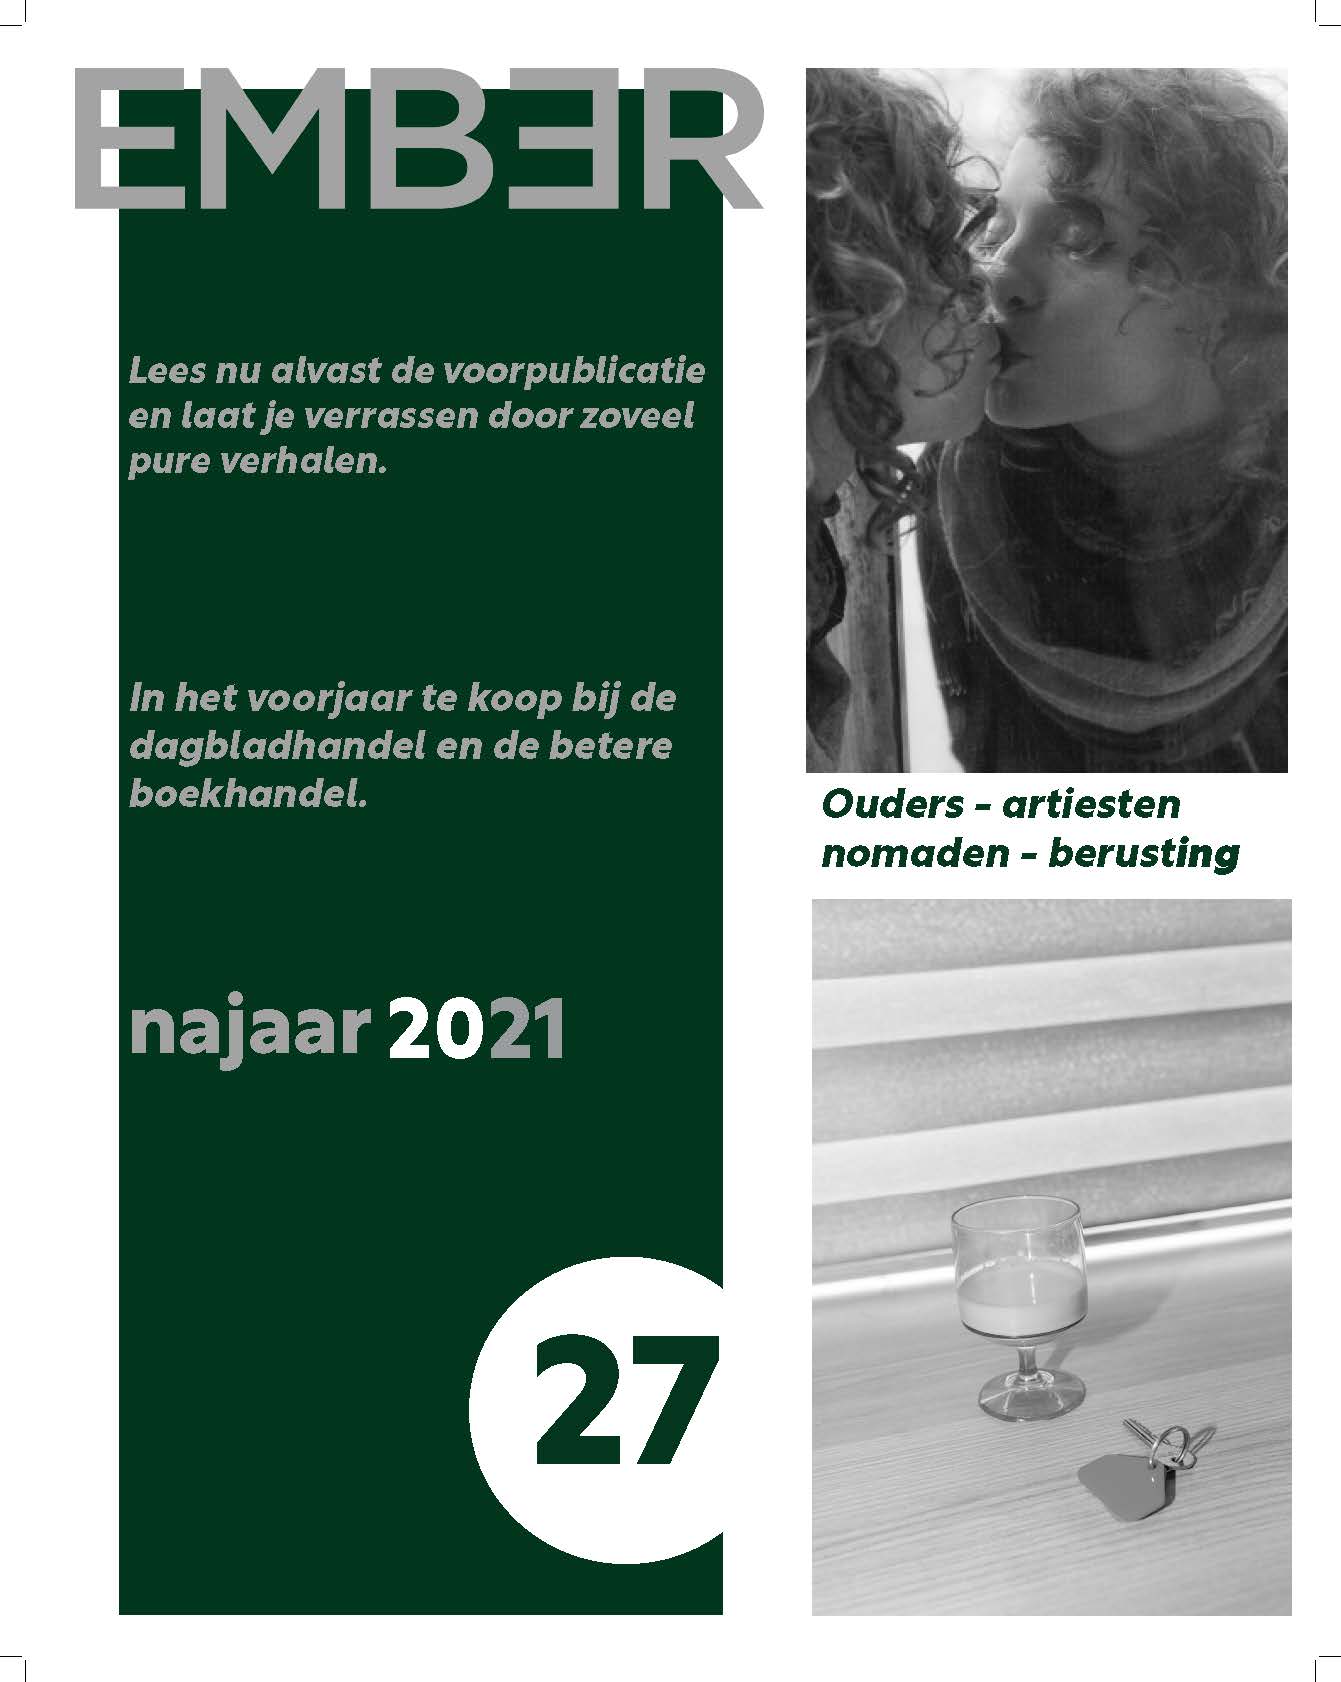 EMBER
Lees nu alvast de voorpublicatie
en laat je verrassen door zoveel
pure verhalen.
In het voorjaar te koop bij de
dagbladhandel en de betere
boekhandel.
najaar 2021
27
Ouders – artiesten
nomaden – berusting